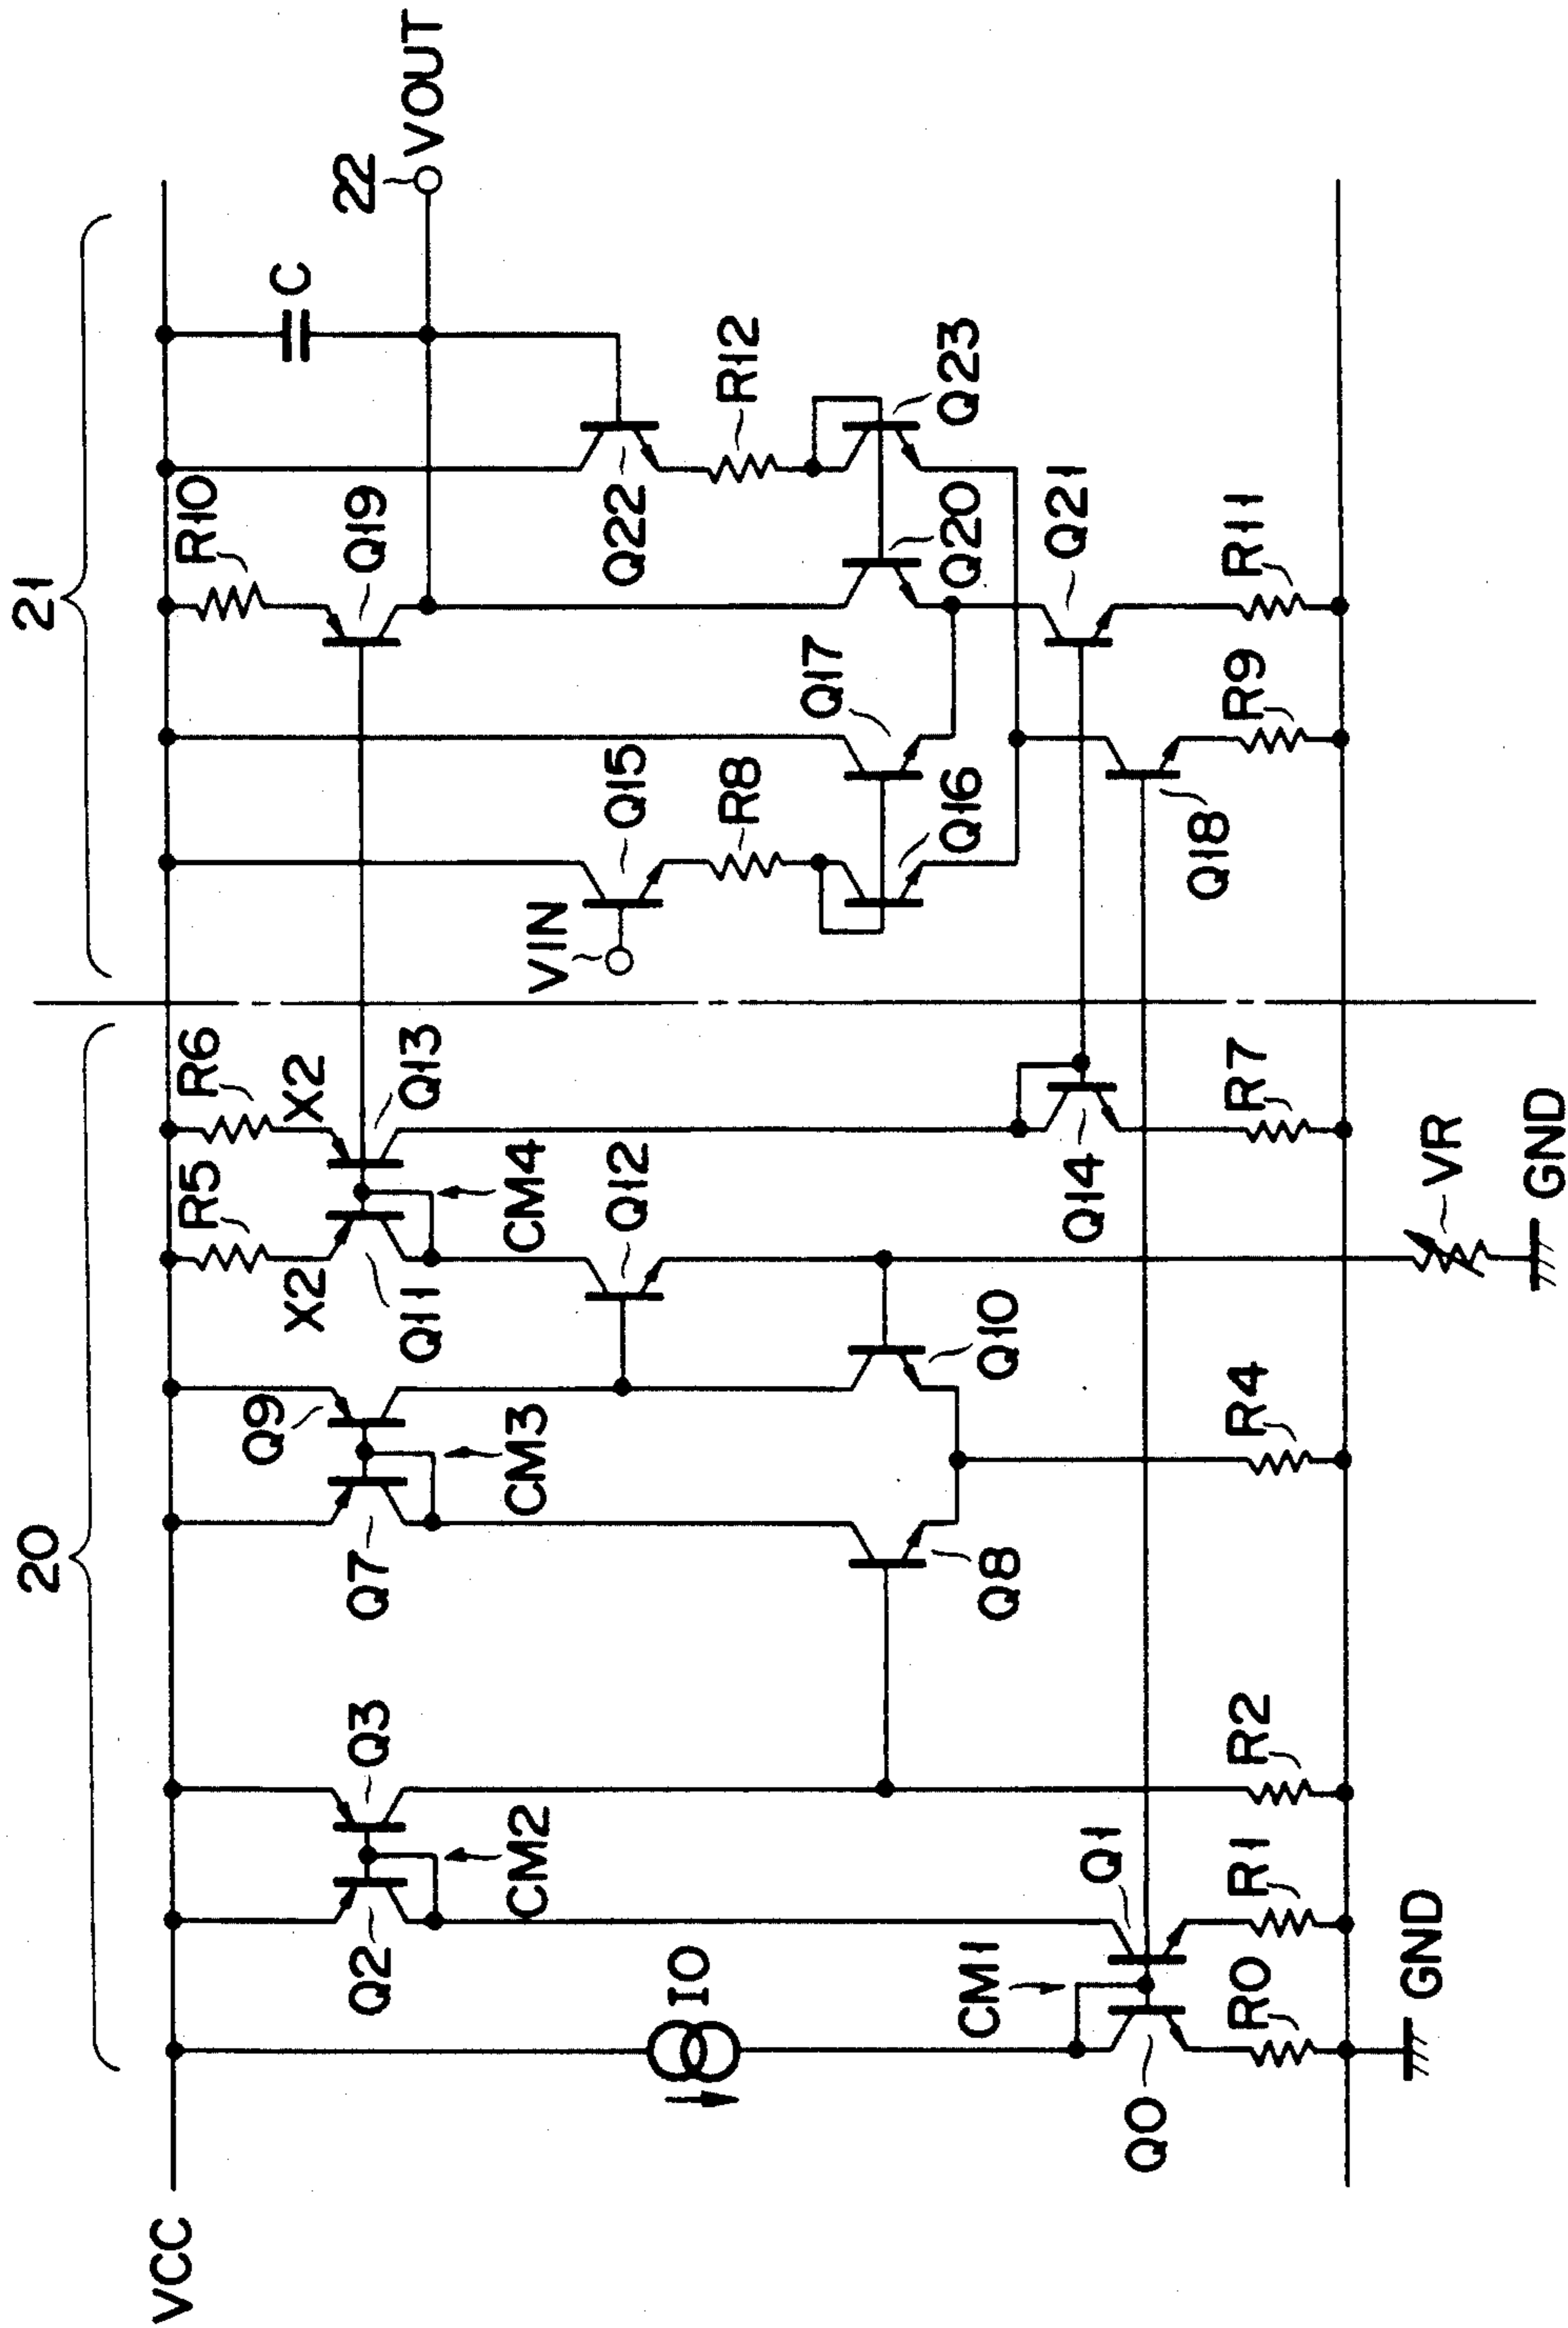 20
21
VCC
R5
R6
R10
X2
X2
C
Q2
Q3
Q7
Q9
Q11
Q13
Q19
22
VOUT
CM2
CM3
CM4
IO
Q12
VIN
Q15
Q22
R8
R12
Q17
Q8
Q10
Q16
Q20
Q23
CM1
Q1
Q14
Q21
Q0
Q18
R0
R1
R2
R4
R7
R9
R11
GND
VR
GND